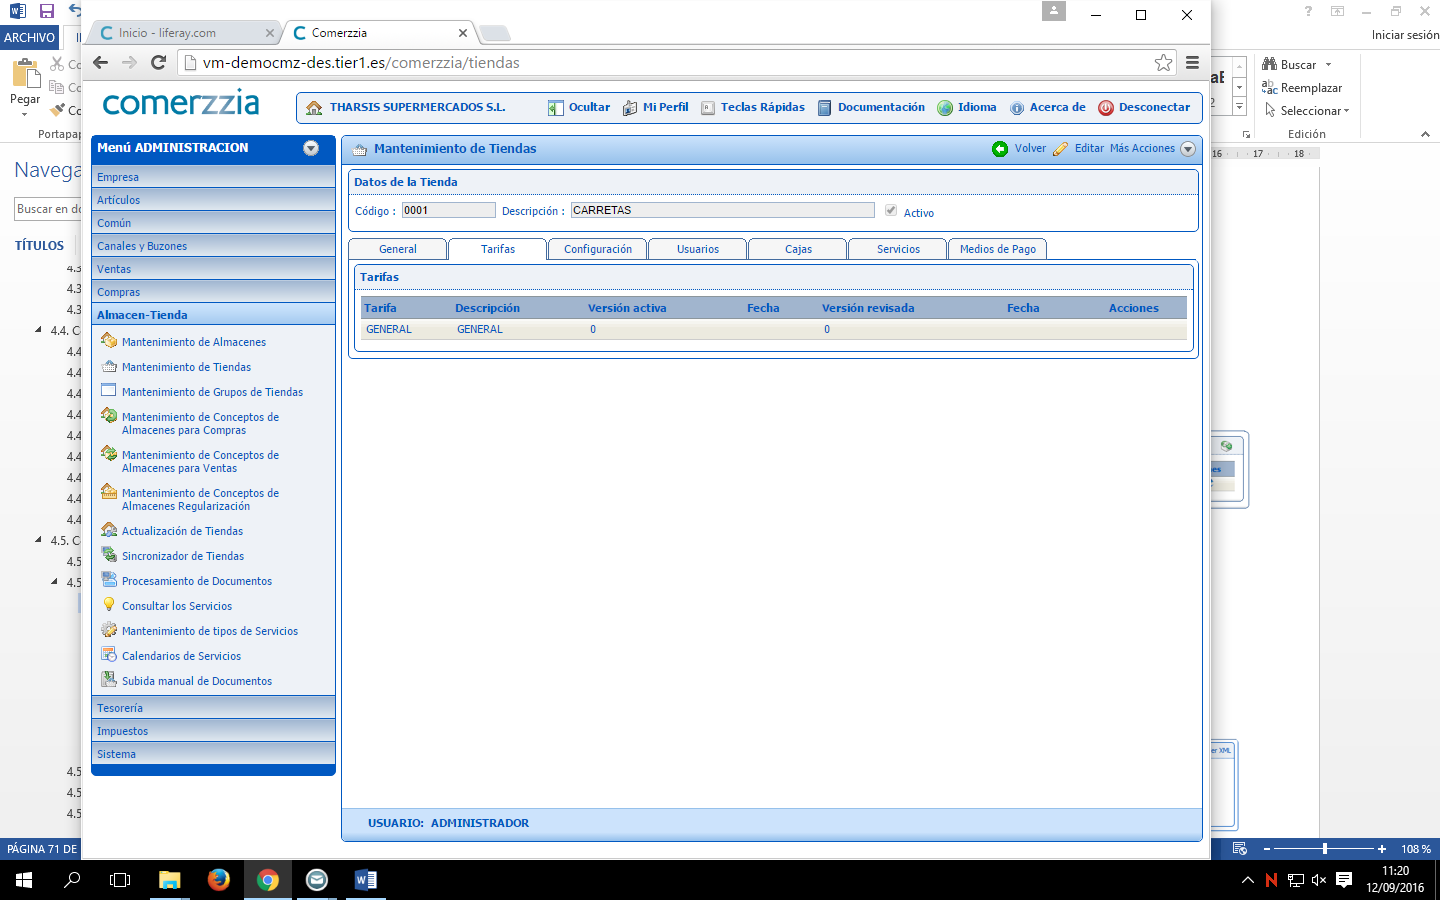 ARCHIVO
Iniciar sesión
Pegar
Portapap
Buscar
Reemplazar
Seleccionar
Edición
16 17 18
Navega
Buscar en do
TÍTULOS
4.3
4.3
4.3
4.4. C
4.4
4.4
4.4
4.4
4.4
4.4
4.4
4.4
4.4
4.5. C
4.5
4.5
4.5
4.5
4.5
PÁGINA 71 DE
108 %
Inicio - liferay.com
Comerzzia
vm-democmz-des.tier1.es/comerzzia/tiendas
comerzzia
THARSIS SUPERMERCADOS S.L.
Ocultar
Mi Perfil
Teclas Rápidas
Documentación
Idioma
Acerca de
Desconectar
Menú ADMINISTRACION
Empresa
Artículos
Común
Canales y Buzones
Ventas
Compras
Almacen-Tienda
Mantenimiento de Almacenes
Mantenimiento de Tiendas
Mantenimiento de Grupos de Tiendas
Mantenimiento de Conceptos de
Almacenes para Compras
Mantenimiento de Conceptos de
Almacenes para Ventas
Mantenimiento de Conceptos de
Almacenes Regularización
Actualización de Tiendas
Sincronizador de Tiendas
Procesamiento de Documentos
Consultar los Servicios
Mantenimiento de tipos de Servicios
Calendarios de Servicios
Subida manual de Documentos
Tesorería
Impuestos
Sistema
Mantenimiento de Tiendas
Volver
Editar
Más Acciones
Datos de la Tienda
Código : 0001 Descripción : CARRETAS Activo
General Tarifas Configuración Usuarios Cajas Servicios Medios de Pago
Tarifas
Tarifa Descripción Versión activa Fecha Versión revisada Fecha Acciones
GENERAL GENERAL 0 0
USUARIO: ADMINISTRADOR
er XML
11:20
12/09/2016